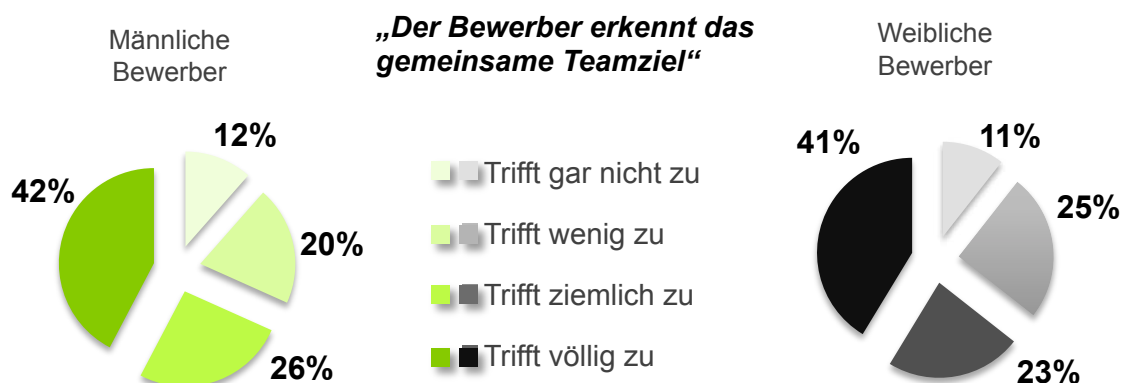 Männliche
Bewerber
„Der Bewerber erkennt das
gemeinsame Teamziel“
Weibliche
Bewerber
12%
42%
20%
26%
Trifft gar nicht zu
Trifft wenig zu
Trifft ziemlich zu
Trifft völlig zu
11%
41%
25%
23%